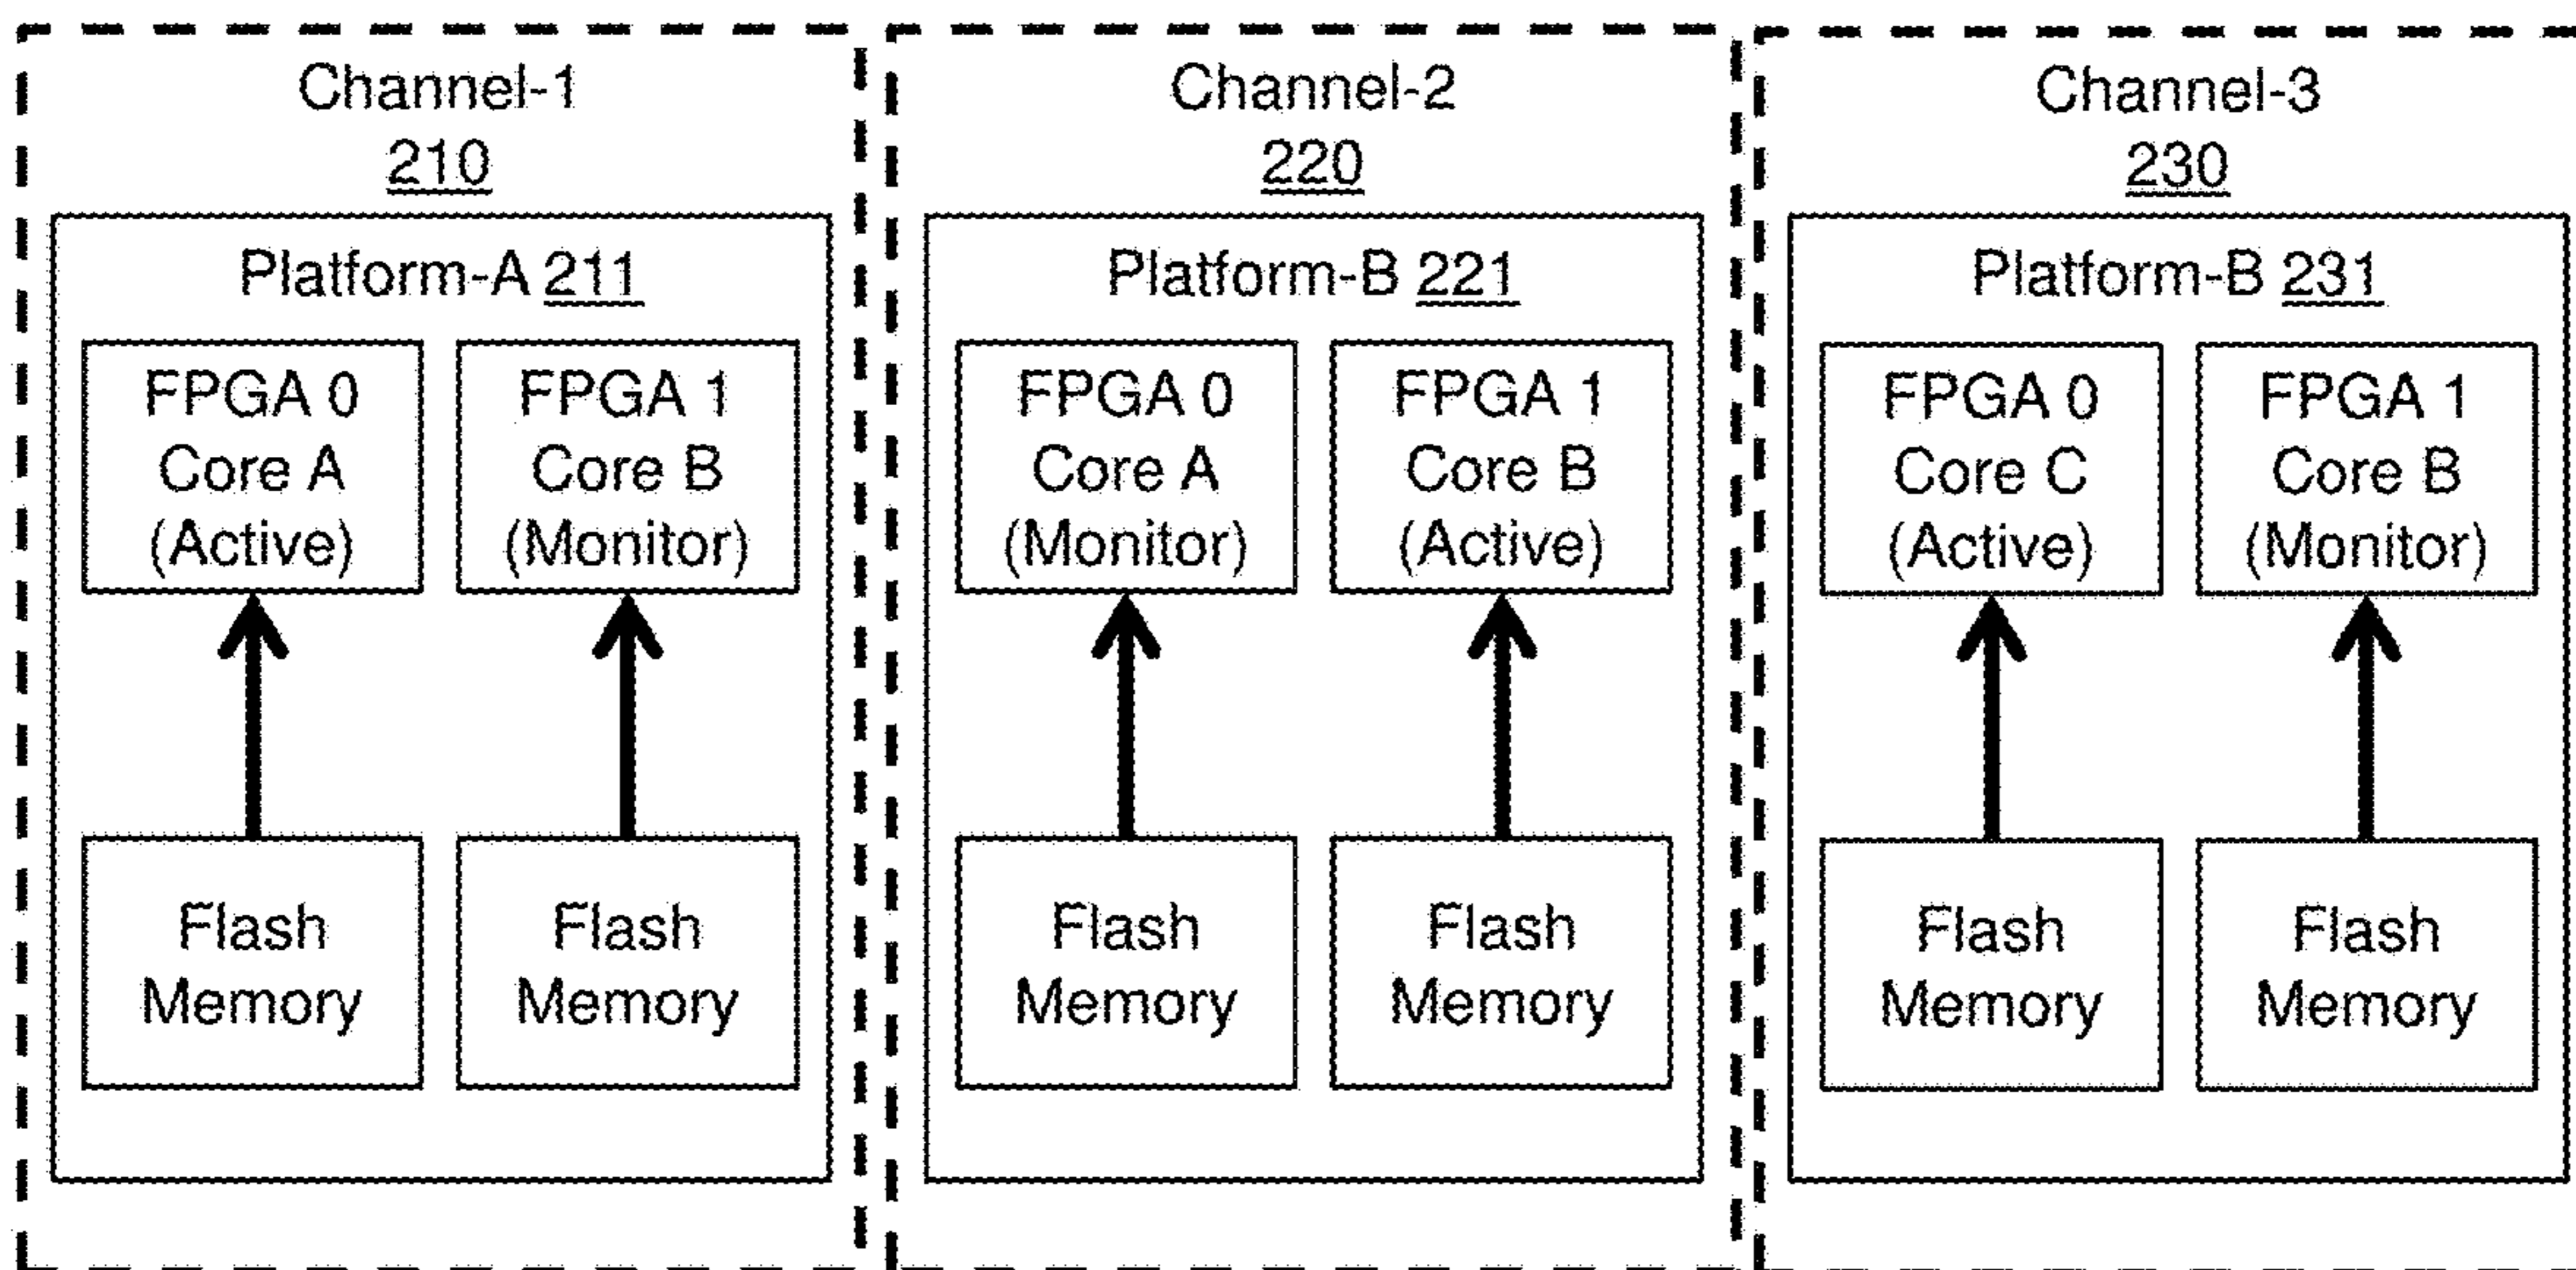 Channel-1
210
Platform-A 211
FPGA 0
Core A
(Active)
FPGA 1
Core B
(Monitor)
Flash
Memory
Flash
Memory
Channel-2
220
Platform-B 221
FPGA 0
Core A
(Monitor)
FPGA 1
Core B
(Active)
Flash
Memory
Flash
Memory
Channel-3
230
Platform-B 231
FPGA 0
Core C
(Active)
FPGA 1
Core B
(Monitor)
Flash
Memory
Flash
Memory